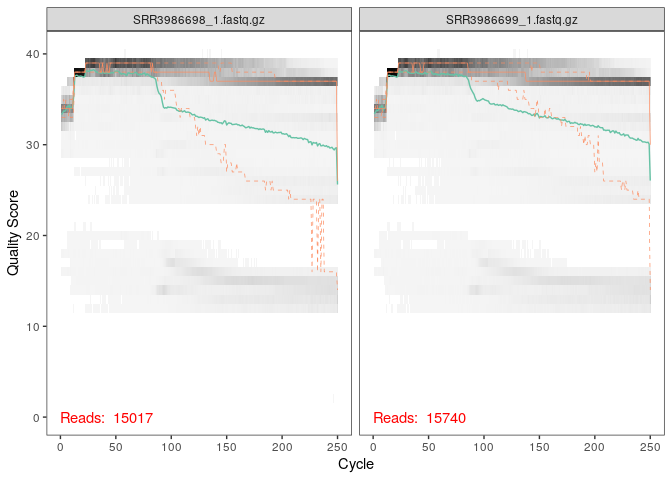 SRR3986698_1.fastq.gz SRR3986699_1.fastq.gz
40
30
20
10
0
Quality Score
Reads: 15017 Reads: 15740
0 50 100 150 200 250 0 50 100 150 200 250
Cycle